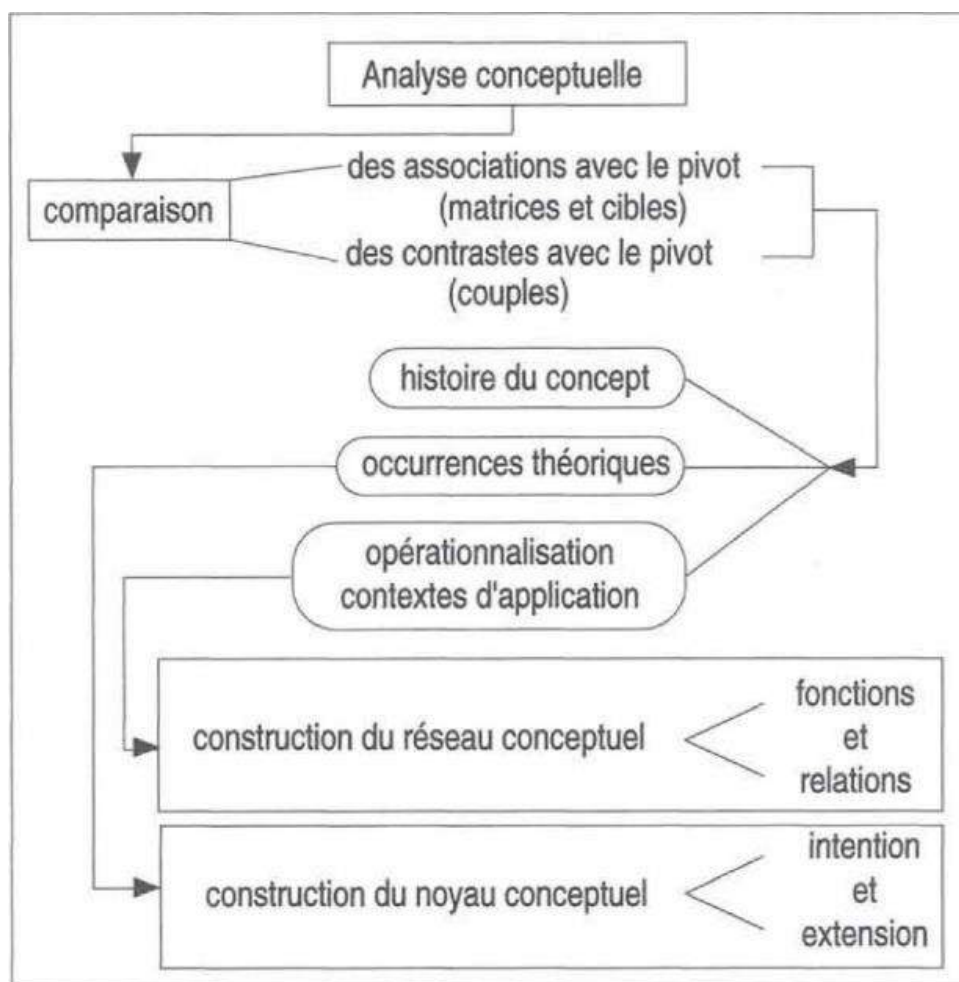 Analyse conceptuelle
des associations avec le pivot
(matrices et cibles)
comparaison
des contrastes avec le pivot
(couples)
histoire du concept
occurrences théoriques
opérationnalisation
contextes d'application
construction du réseau conceptuel
fonctions
et
relations
construction du noyau conceptuel
intention
et
extension